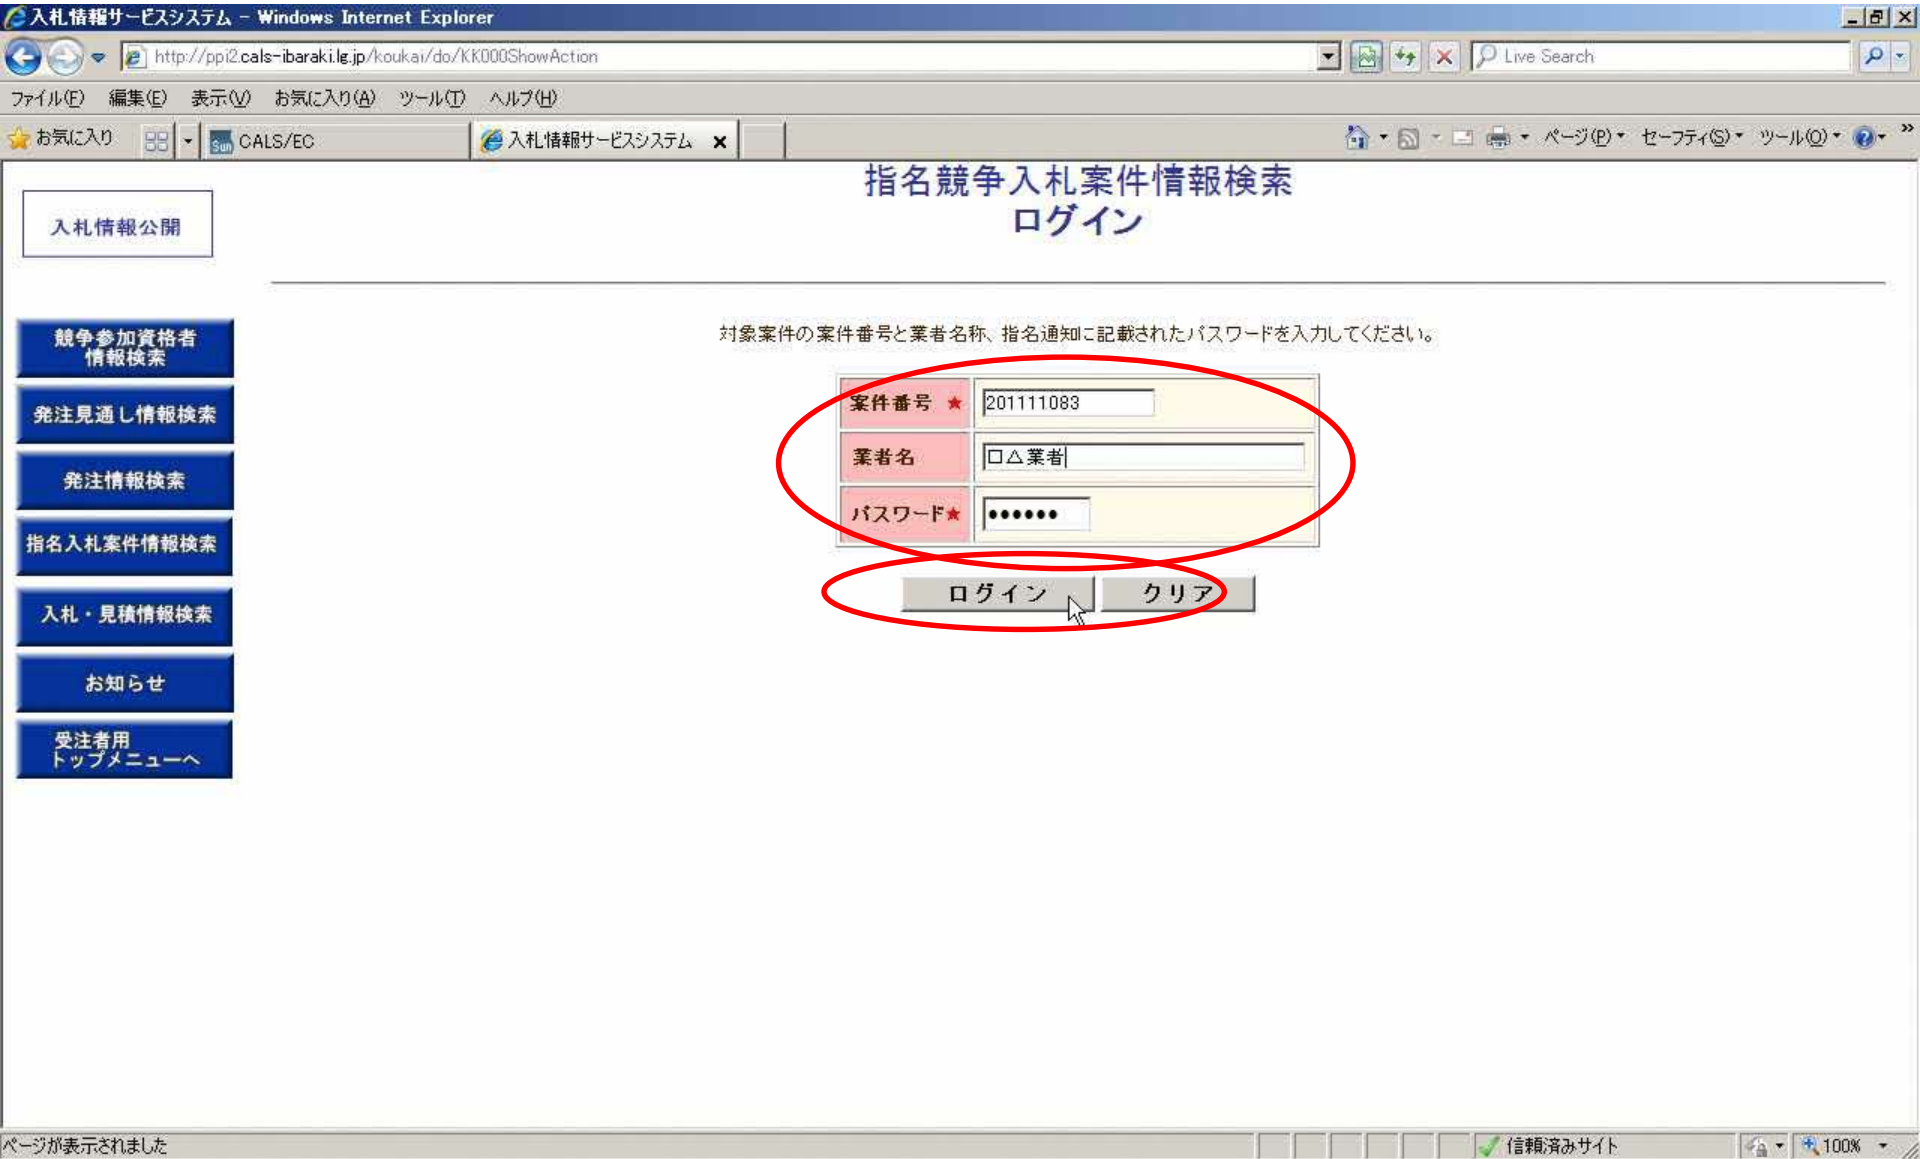 入札情報サービスシステム - Windows Internet Explorer
http://ppi2.cals-ibaraki.lg.jp/koukai/do/KK000ShowAction
Live Search
ファイル(F) 編集(E) 表示(V) お気に入り(A) ツール(T) ヘルプ(H)
お気に入り
CALS/EC
入札情報サービスシステム
ページ(P) セーフティ(S) ツール(O)
入札情報公開
指名競争入札案件情報検索
ログイン
競争参加資格者
情報検索
発注見通し情報検索
発注情報検索
指名入札案件情報検索
入札・見積情報検索
お知らせ
受注者用
トップメニューへ
対象案件の案件番号と業者名称、指名通知に記載されたパスワードを入力してください。
案件番号 ★ 201111083
業者名 □△業者
パスワード★ ●●●●●●
ログイン クリア
ページが表示されました
信頼済みサイト
100%